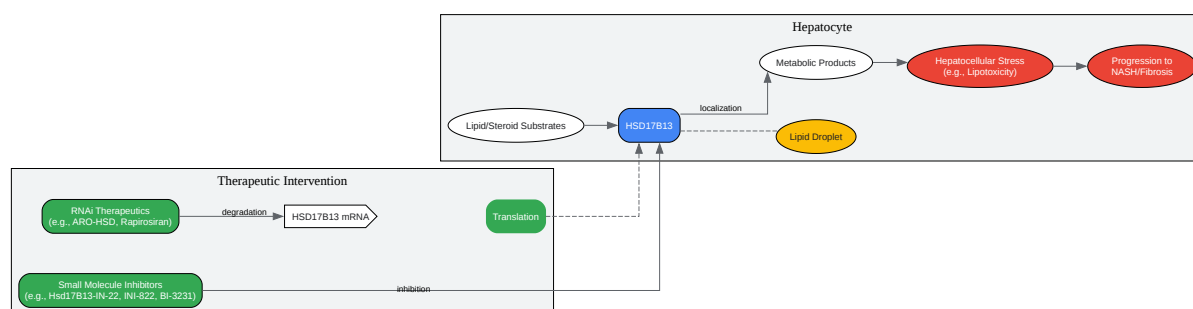 Hepatocyte
Metabolic Products
Hepatocellular Stress
(e.g., Lipotoxicity)
Progression to
NASH/Fibrosis
localization
Lipid/Steroid Substrates
HSD17B13
Lipid Droplet
Therapeutic Intervention
RNAi Therapeutics
(e.g., ARO-HSD, Rapirosiran)
degradation
HSD17B13 mRNA
Translation
Small Molecule Inhibitors
(e.g., Hsd17B13-IN-22, INI-822, BI-3231)
inhibition